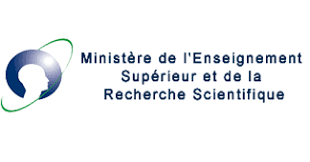 Ministère de l'Enseignement
Supérieur et de la
Recherche Scientifique